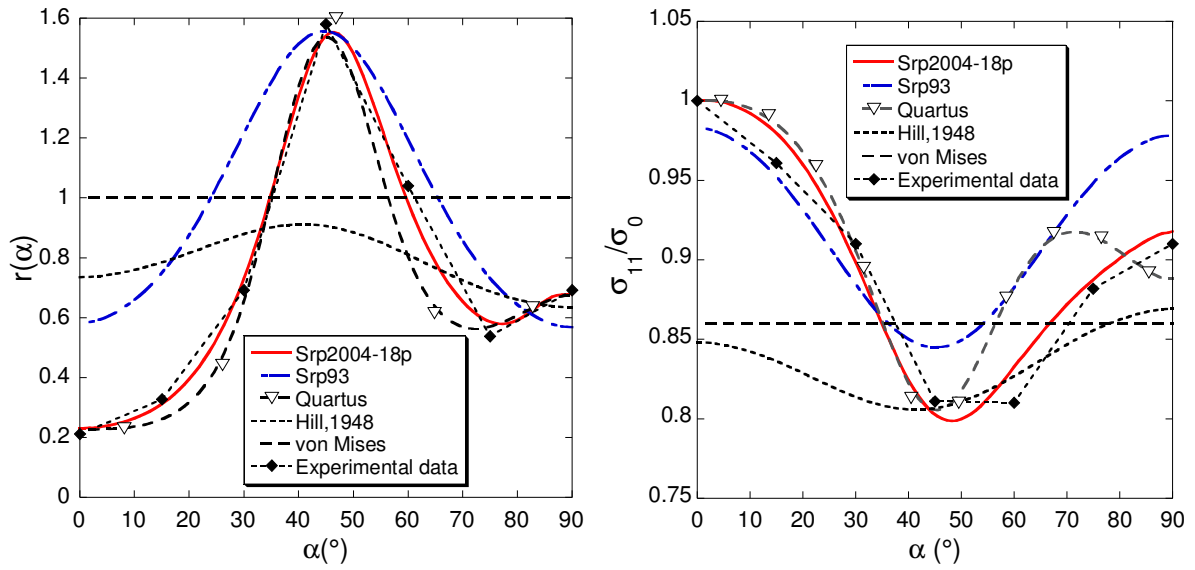 1.6
1.4
1.2
1
0.8
0.6
0.4
0.2
0
r(α)
Srp2004-18p
Srp93
Quartus
Hill,1948
von Mises
Experimental data
0 10 20 30 40 50 60 70 80 90
α(°)
1.05
1
0.95
0.9
0.85
0.8
0.75
σ11/σ0
Srp2004-18p
Srp93
Quartus
Hill,1948
von Mises
Experimental data
0 10 20 30 40 50 60 70 80 90
α (°)